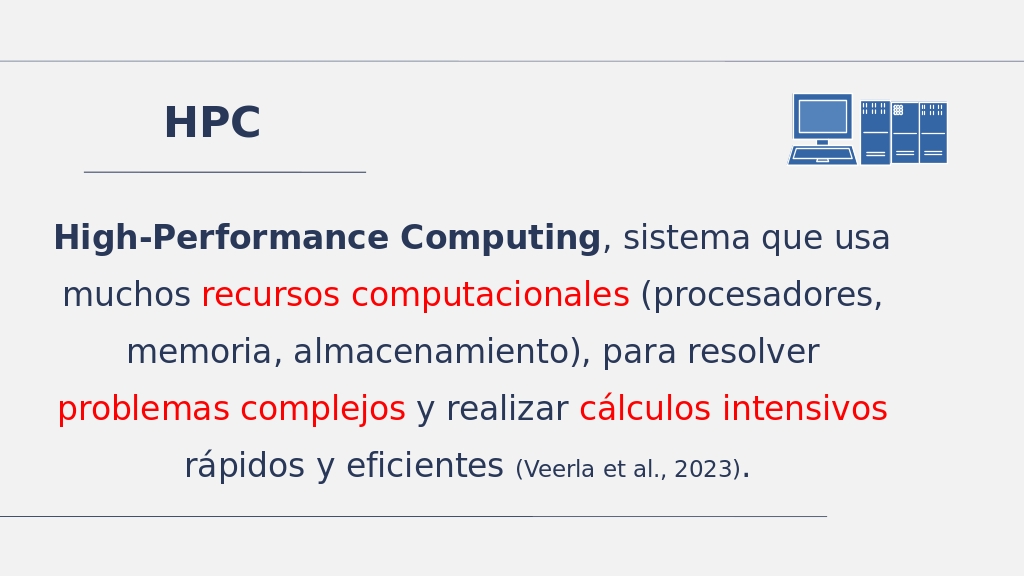 HPC
High-Performance Computing, sistema que usa
muchos recursos computacionales (procesadores,
memoria, almacenamiento), para resolver
problemas complejos y realizar cálculos intensivos
rápidos y eficientes (Veerla et al., 2023).